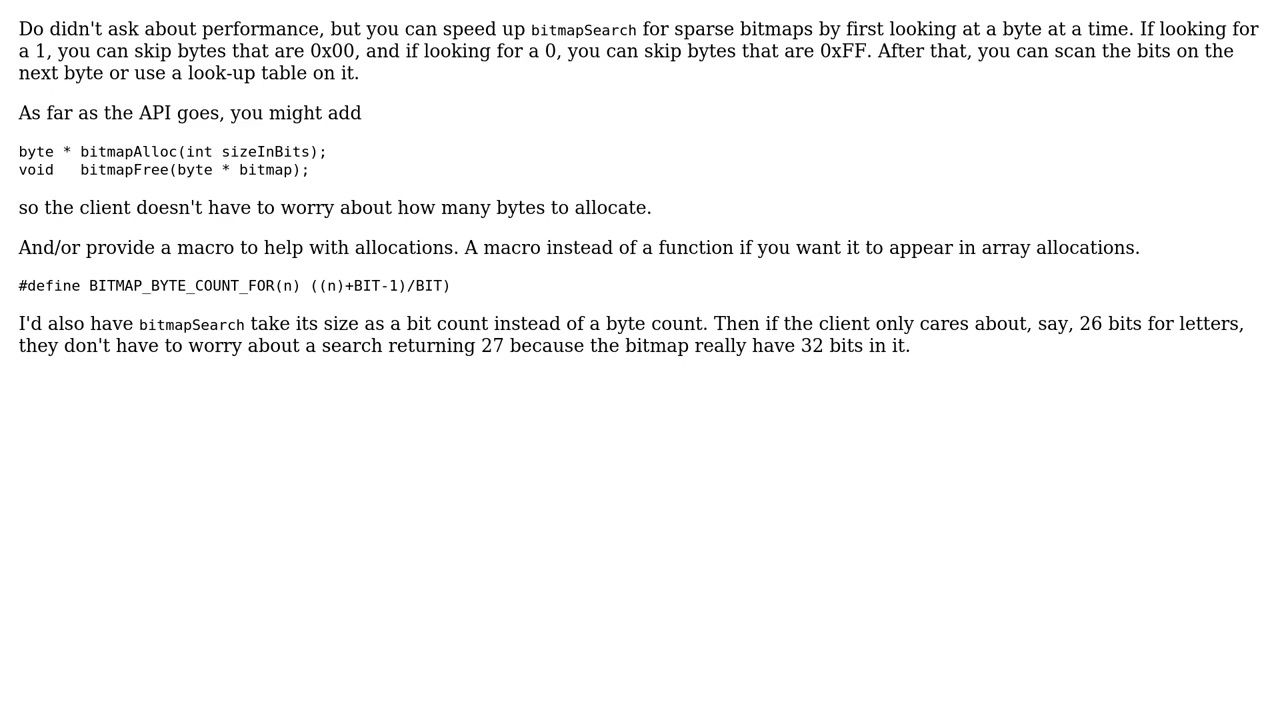 Do didn't ask about performance, but you can speed up bitmapSearch for sparse bitmaps by first looking at a byte at a time. If looking for
a 1, you can skip bytes that are 0x00, and if looking for a 0, you can skip bytes that are 0xFF. After that, you can scan the bits on the
next byte or use a look-up table on it.
As far as the API goes, you might add
byte * bitmapAlloc(int sizeInBits);
void   bitmapFree(byte * bitmap);
so the client doesn't have to worry about how many bytes to allocate.
And/or provide a macro to help with allocations. A macro instead of a function if you want it to appear in array allocations.
#define BITMAP_BYTE_COUNT_FOR(n) ((n)+BIT-1)/BIT)
I'd also have bitmapSearch take its size as a bit count instead of a byte count. Then if the client only cares about, say, 26 bits for letters,
they don't have to worry about a search returning 27 because the bitmap really have 32 bits in it.